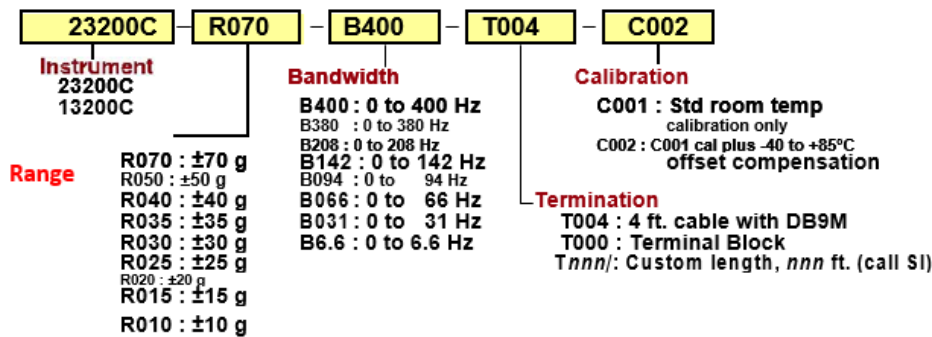 23200C – R070 – B400 – T004 – C002
Instrument
23200C
13200C
Range
R070 : ±70 g
R050 : ±50 g
R040 : ±40 g
R035 : ±35 g
R030 : ±30 g
R025 : ±25 g
R020 : ±20 g
R015 : ±15 g
R010 : ±10 g
Bandwidth
B400 : 0 to 400 Hz
B380 : 0 to 380 Hz
B208 : 0 to 208 Hz
B142 : 0 to 142 Hz
B094 : 0 to 94 Hz
B066 : 0 to 66 Hz
B031 : 0 to 31 Hz
B6.6 : 0 to 6.6 Hz
Termination
T004 : 4 ft. cable with DB9M
T000 : Terminal Block
Tnnn/: Custom length, nnn ft. (call SI)
Calibration
C001 : Std room temp
calibration only
C002 : C001 cal plus -40 to +85ºC
offset compensation